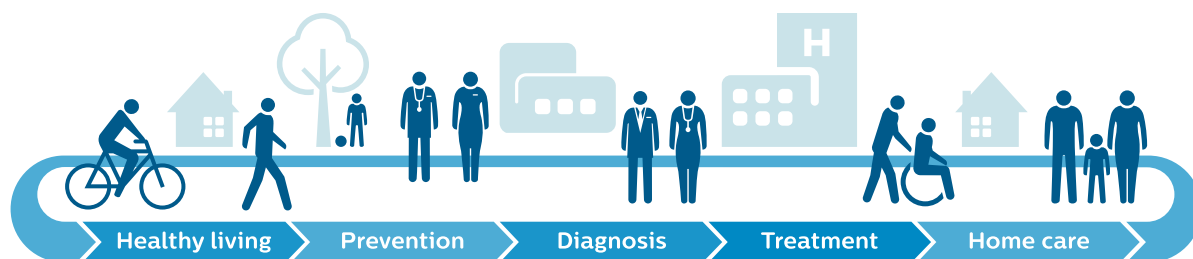 H
Healthy living
Prevention
Diagnosis
Treatment
Home care